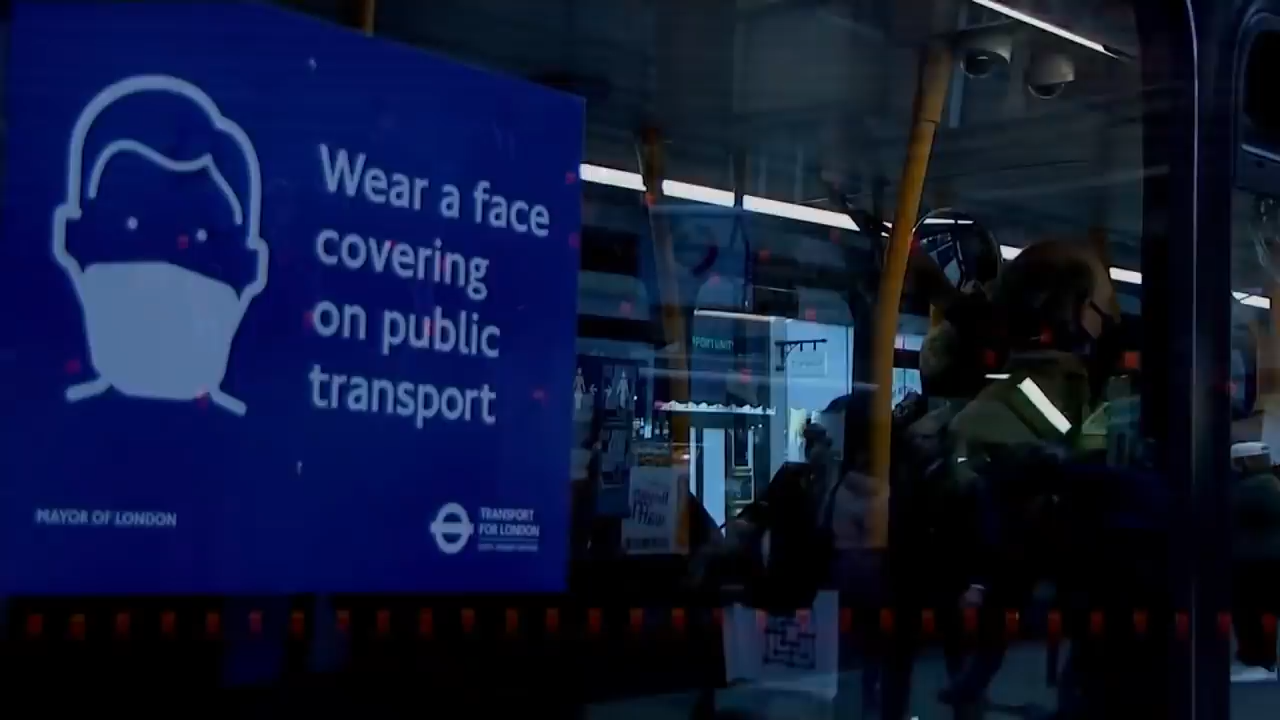 Wear a face
covering
on public
transport
MAYOR OF LONDON
TRANSPORT
FOR LONDON